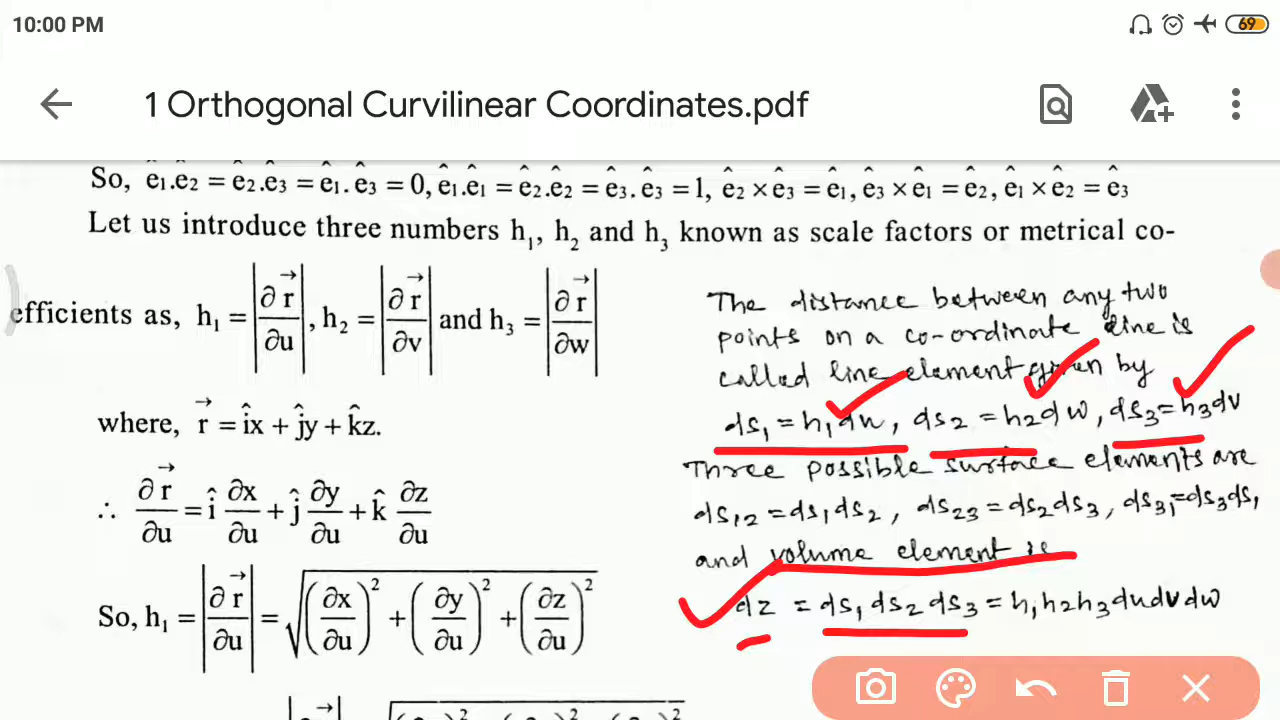 10:00 PM
69
1 Orthogonal Curvilinear Coordinates.pdf
So, ê₁.ê₂ = ê₂.ê₃ = ê₁.ê₃ = 0, ê₁.ê₁ = ê₂.ê₂ = ê₃.ê₃ = 1, ê₂ × ê₃ = ê₁, ê₃ × ê₁ = ê₂, ê₁ × ê₂ = ê₃
Let us introduce three numbers h₁, h₂ and h₃ known as scale factors or metrical co-
efficients as, h₁ = |∂r⃗/∂u|, h₂ = |∂r⃗/∂v| and h₃ = |∂r⃗/∂w|
where, r⃗ = îx + ĵy + k̂z.
∴ ∂r⃗/∂u = î ∂x/∂u + ĵ ∂y/∂u + k̂ ∂z/∂u
So, h₁ = |∂r⃗/∂u| = √((∂x/∂u)² + (∂y/∂u)² + (∂z/∂u)²)
The distance between any two
points on a co-ordinate line is
called line element given by
ds₁ = h₁du, ds₂ = h₂dw, ds₃ = h₃dv
Three possible surface elements are
ds₁₂ = ds₁ds₂, ds₂₃ = ds₂ds₃, ds₃₁ = ds₃ds₁
and volume element is
dz = ds₁ds₂ds₃ = h₁h₂h₃dudvdw